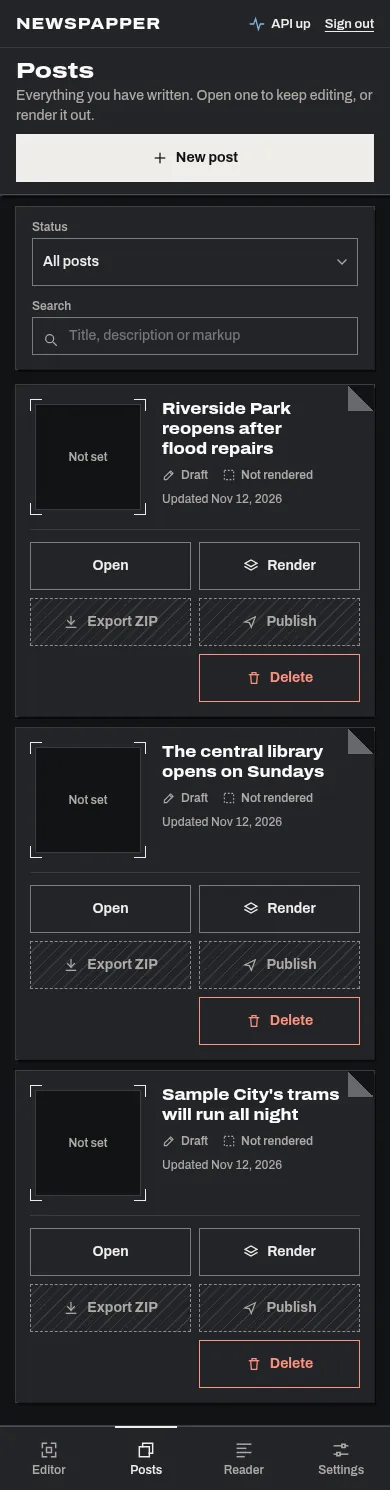 NEWSPAPPER
API up
Sign out
Posts
Everything you have written. Open one to keep editing, or
render it out.
New post
Status
All posts
Search
Title, description or markup
Not set
Riverside Park
reopens after
flood repairs
Draft
Not rendered
Updated Nov 12, 2026
Open
Render
Export ZIP
Publish
Delete
Not set
The central library
opens on Sundays
Draft
Not rendered
Updated Nov 12, 2026
Open
Render
Export ZIP
Publish
Delete
Not set
Sample City's trams
will run all night
Draft
Not rendered
Updated Nov 12, 2026
Open
Render
Export ZIP
Publish
Delete
Editor
Posts
Reader
Settings